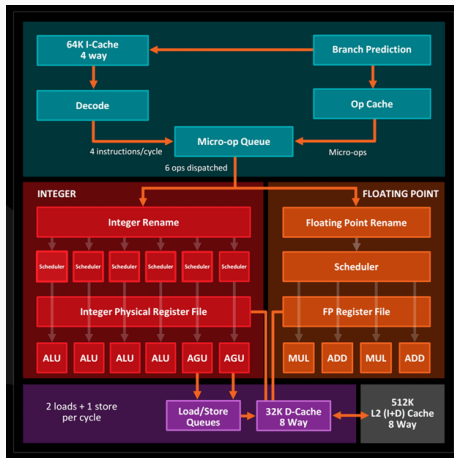 64K I-Cache
4 way
Branch Prediction
Decode
Op Cache
Micro-op Queue
4 instructions/cycle
Micro-ops
6 ops dispatched
INTEGER
FLOATING POINT
Integer Rename
Floating Point Rename
Scheduler
Scheduler
Scheduler
Scheduler
Scheduler
Scheduler
Scheduler
Integer Physical Register File
FP Register File
ALU
ALU
ALU
ALU
AGU
AGU
MUL
ADD
MUL
ADD
2 loads + 1 store
per cycle
Load/Store
Queues
32K D-Cache
8 Way
512K
L2 (I+D) Cache
8 Way